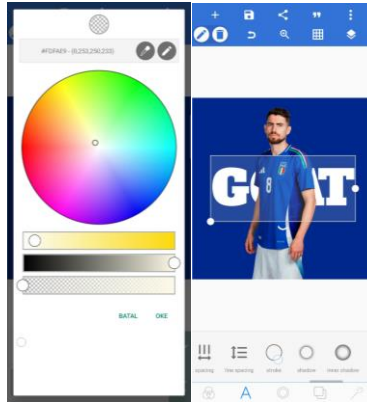 #FDFAE9 - (0,253,250,233)
BATAL OKE
GOAT
8
spacing line spacing stroke shadow inner shadow
A